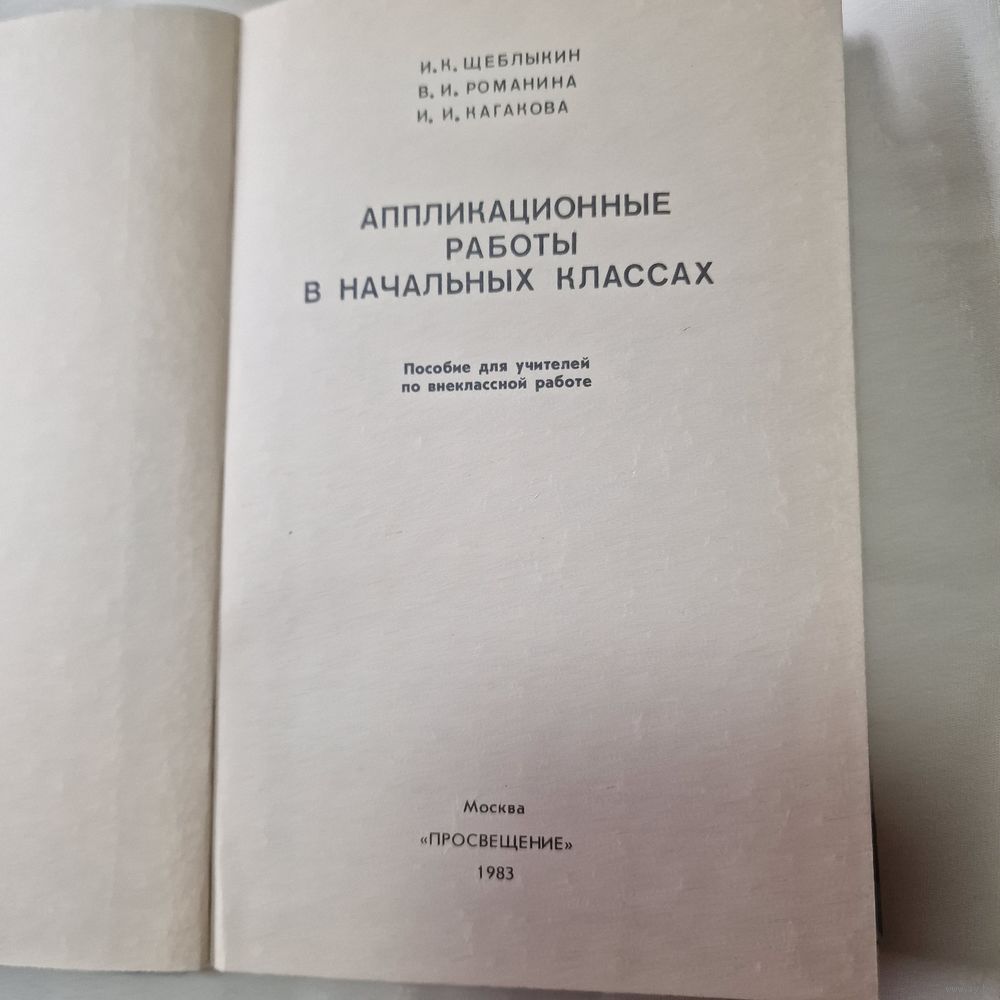 И. К. ЩЕБЛЫКИН
В. И. РОМАНИНА
И. И. КАГАКОВА
АППЛИКАЦИОННЫЕ
РАБОТЫ
В НАЧАЛЬНЫХ КЛАССАХ
Пособие для учителей
по внеклассной работе
Москва
«ПРОСВЕЩЕНИЕ»
1983